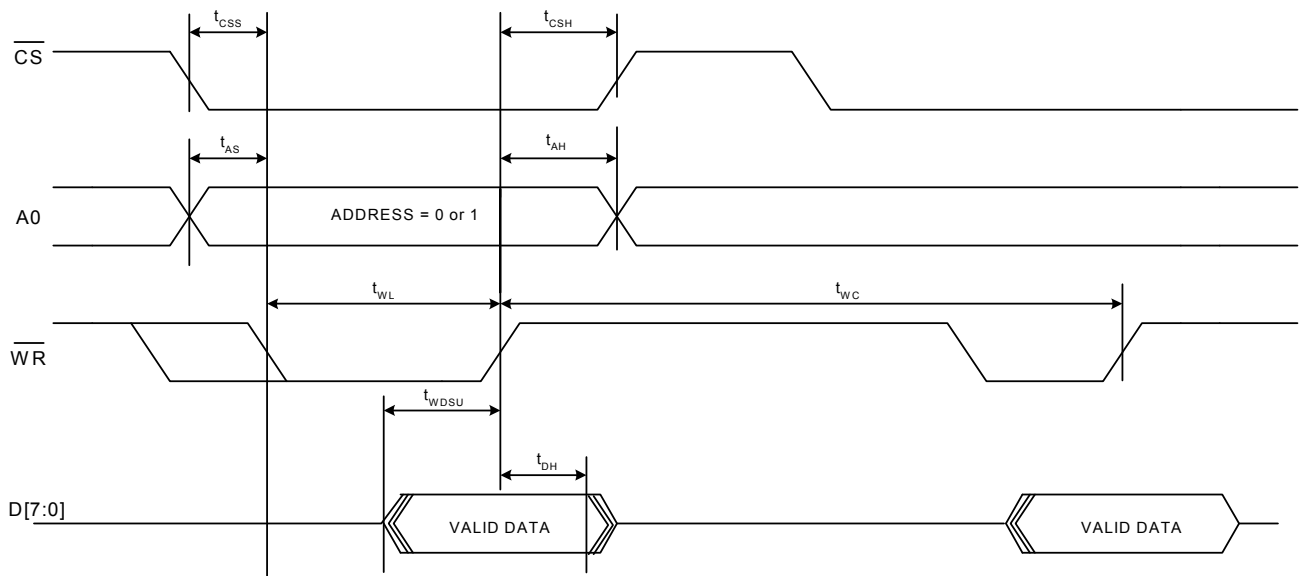 tCSS
tCSH
CS
tAS
tAH
A0
ADDRESS = 0 or 1
tWL
tWC
WR
tWDSU
tDH
D[7:0]
VALID DATA
VALID DATA